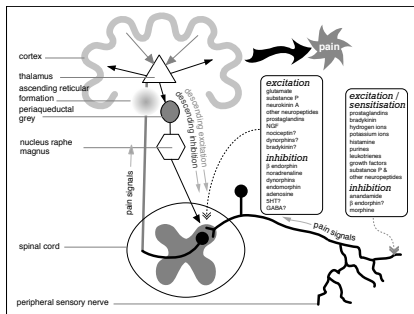 cortex
pain
thalamus
ascending reticular
formation
periaqueductal
grey
nucleus raphe
magnus
descending excitation
descending inhibition
pain signals
spinal cord
peripheral sensory nerve
excitation
glutamate
substance P
neurokinin A
other neuropeptides
prostaglandins
NGF
nociceptin?
dynorphins?
bradykinin?
inhibition
β endorphin
noradrenaline
dynorphins
endomorphin
adenosine
5HT?
GABA?
excitation /
sensitisation
prostaglandins
bradykinin
hydrogen ions
potassium ions
histamine
purines
leukotrienes
growth factors
substance P &
other neuropeptides
inhibition
anandamide
β endorphin?
morphine
pain signals